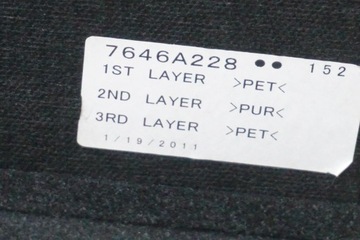 7646A228 ●● 152
1ST LAYER >PET<
2ND LAYER >PUR<
3RD LAYER >PET<
1/19/2011